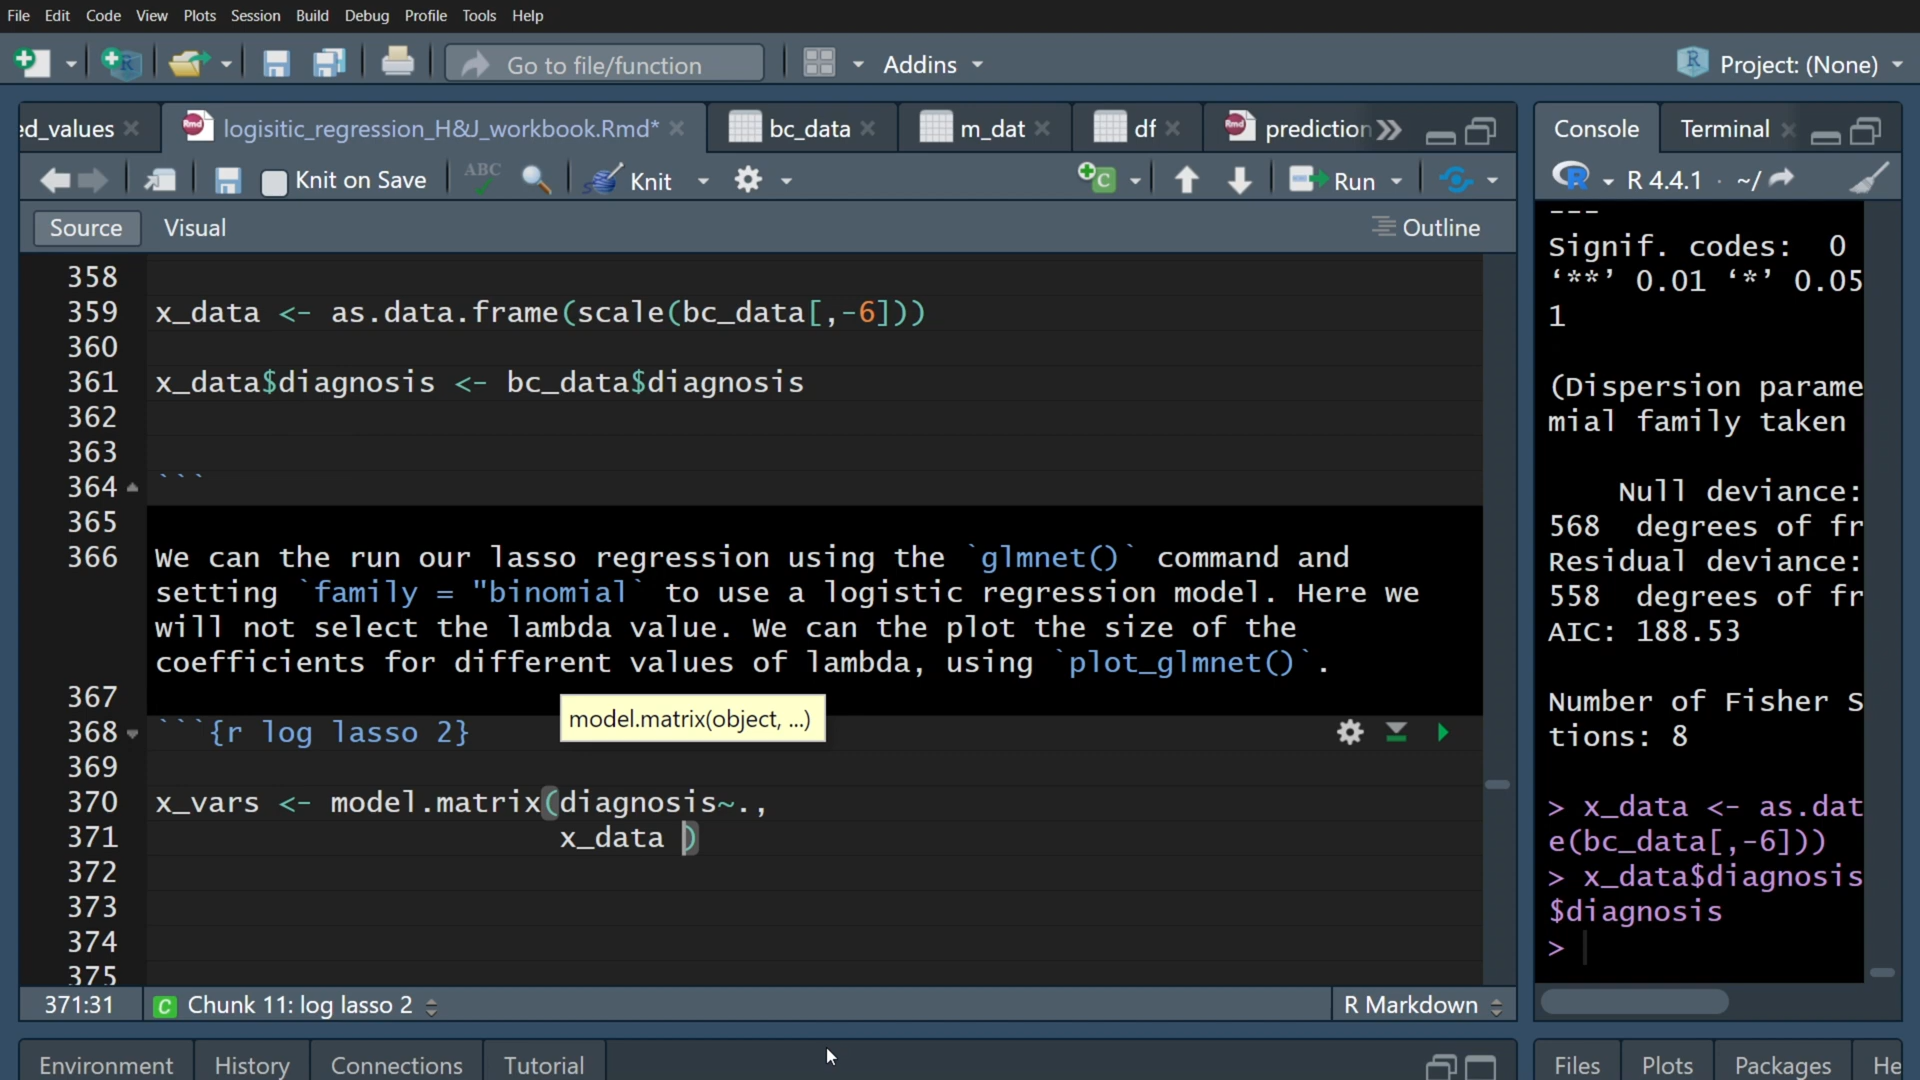 File Edit Code View Plots Session Build Debug Profile Tools Help
Go to file/function
Addins
Project: (None)
ed_values
logisitic_regression_H&J_workbook.Rmd*
bc_data
m_dat
df
prediction
Console
Terminal
Knit on Save
ABC
Knit
Run
R 4.4.1 · ~/
Source
Visual
Outline
358
359 x_data <- as.data.frame(scale(bc_data[,-6]))
360
361 x_data$diagnosis <- bc_data$diagnosis
362
363
364 ```
365
366 We can the run our lasso regression using the `glmnet()` command and
setting `family = "binomial` to use a logistic regression model. Here we
will not select the lambda value. We can the plot the size of the
coefficients for different values of lambda, using `plot_glmnet()`.
367
model.matrix(object, ...)
368 ```{r log lasso 2}
369
370 x_vars <- model.matrix(diagnosis~.,
371 x_data )
372
373
374
375
371:31
C Chunk 11: log lasso 2
R Markdown
---
Signif. codes: 0
‘**’ 0.01 ‘*’ 0.05
1
(Dispersion parame
mial family taken
Null deviance:
568 degrees of fr
Residual deviance:
558 degrees of fr
AIC: 188.53
Number of Fisher S
tions: 8
> x_data <- as.dat
e(bc_data[,-6]))
> x_data$diagnosis
$diagnosis
>
Environment
History
Connections
Tutorial
Files
Plots
Packages
He